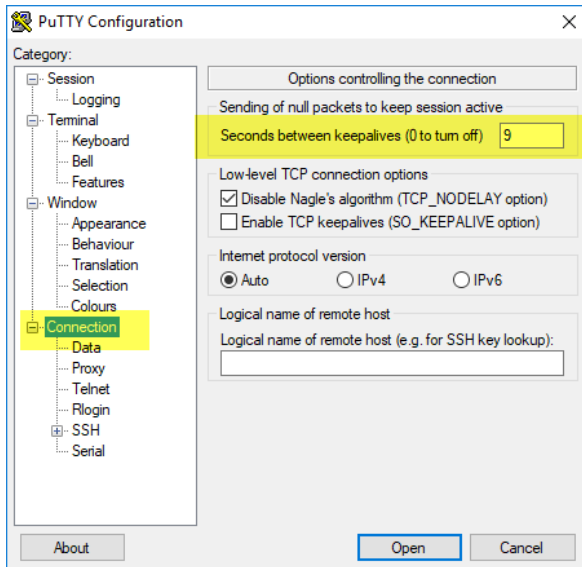 PuTTY Configuration
Category:
Session
Logging
Terminal
Keyboard
Bell
Features
Window
Appearance
Behaviour
Translation
Selection
Colours
Connection
Data
Proxy
Telnet
Rlogin
SSH
Serial
Options controlling the connection
Sending of null packets to keep session active
Seconds between keepalives (0 to turn off) 9
Low-level TCP connection options
Disable Nagle's algorithm (TCP_NODELAY option)
Enable TCP keepalives (SO_KEEPALIVE option)
Internet protocol version
Auto IPv4 IPv6
Logical name of remote host
Logical name of remote host (e.g. for SSH key lookup):
About Open Cancel